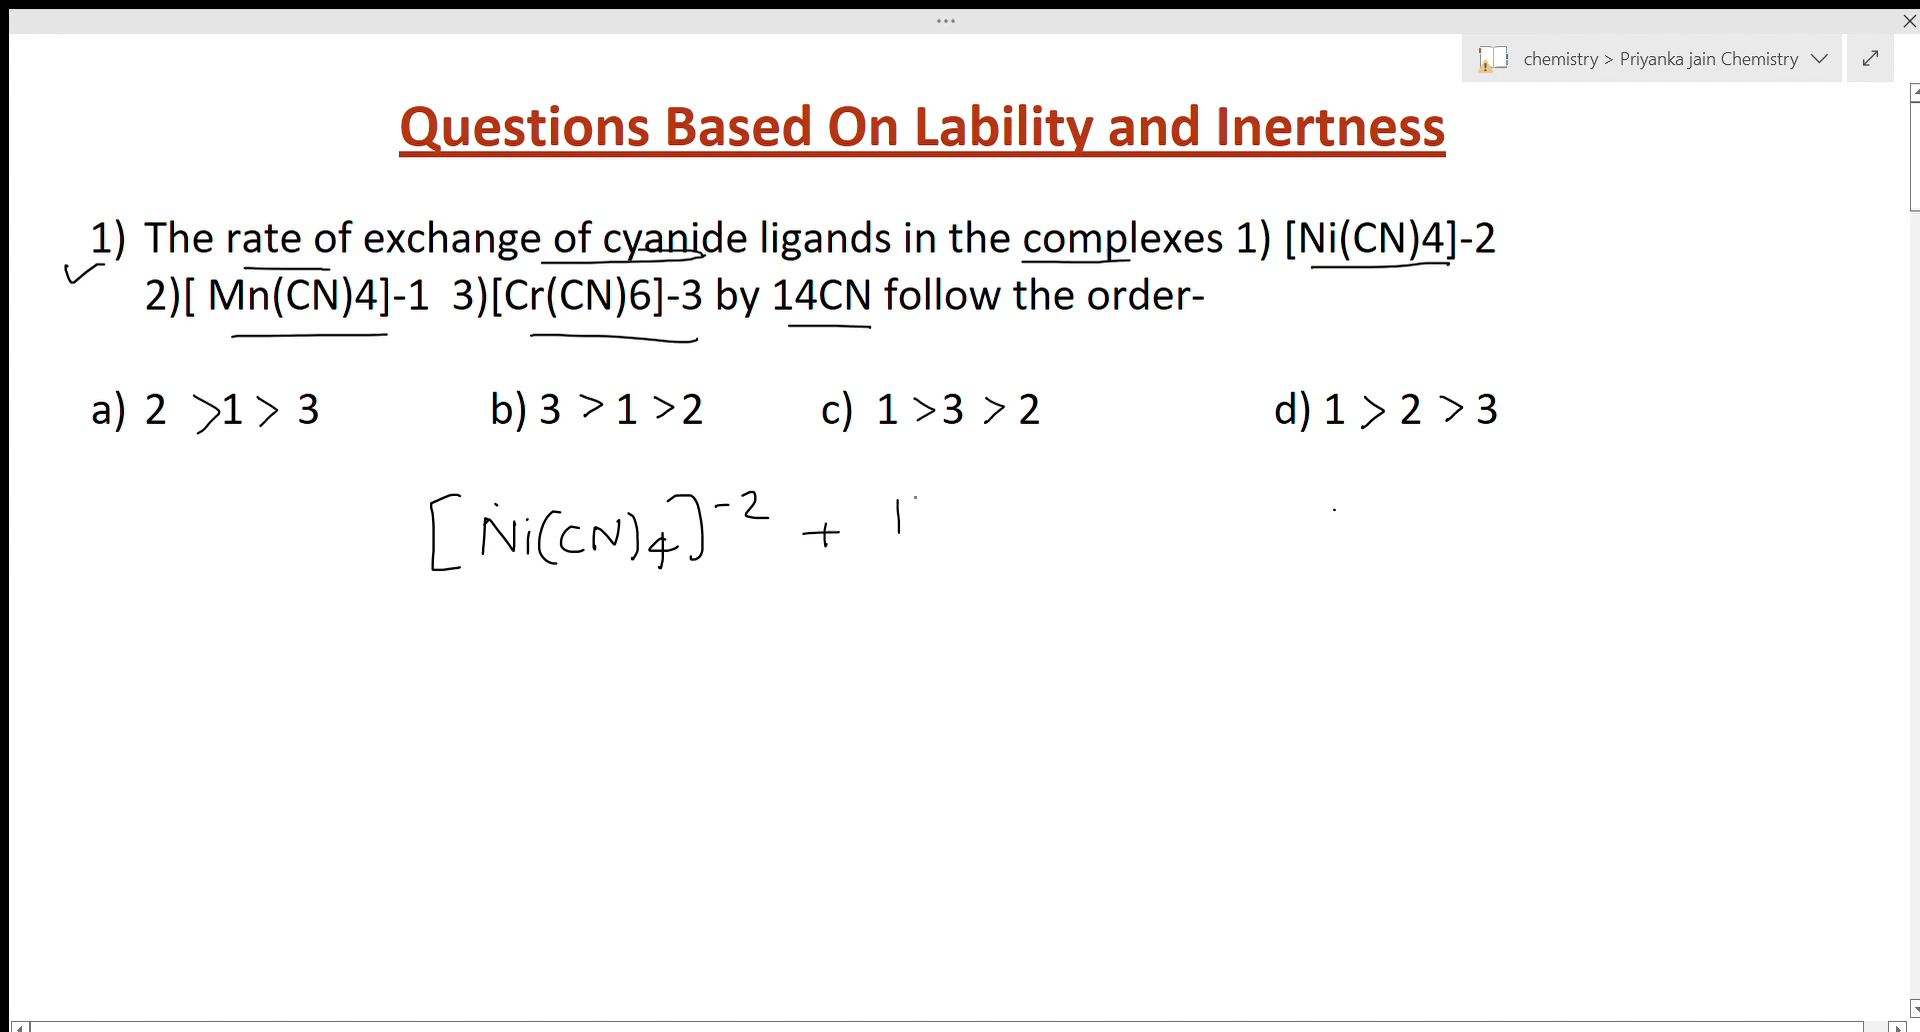 chemistry > Priyanka jain Chemistry
Questions Based On Lability and Inertness
1) The rate of exchange of cyanide ligands in the complexes 1) [Ni(CN)4]-2
2)[ Mn(CN)4]-1 3)[Cr(CN)6]-3 by 14CN follow the order-
a) 2 >1 > 3 b) 3 > 1 >2 c) 1 >3 > 2 d) 1 > 2 > 3
[Ni(CN)4]-2 + 1